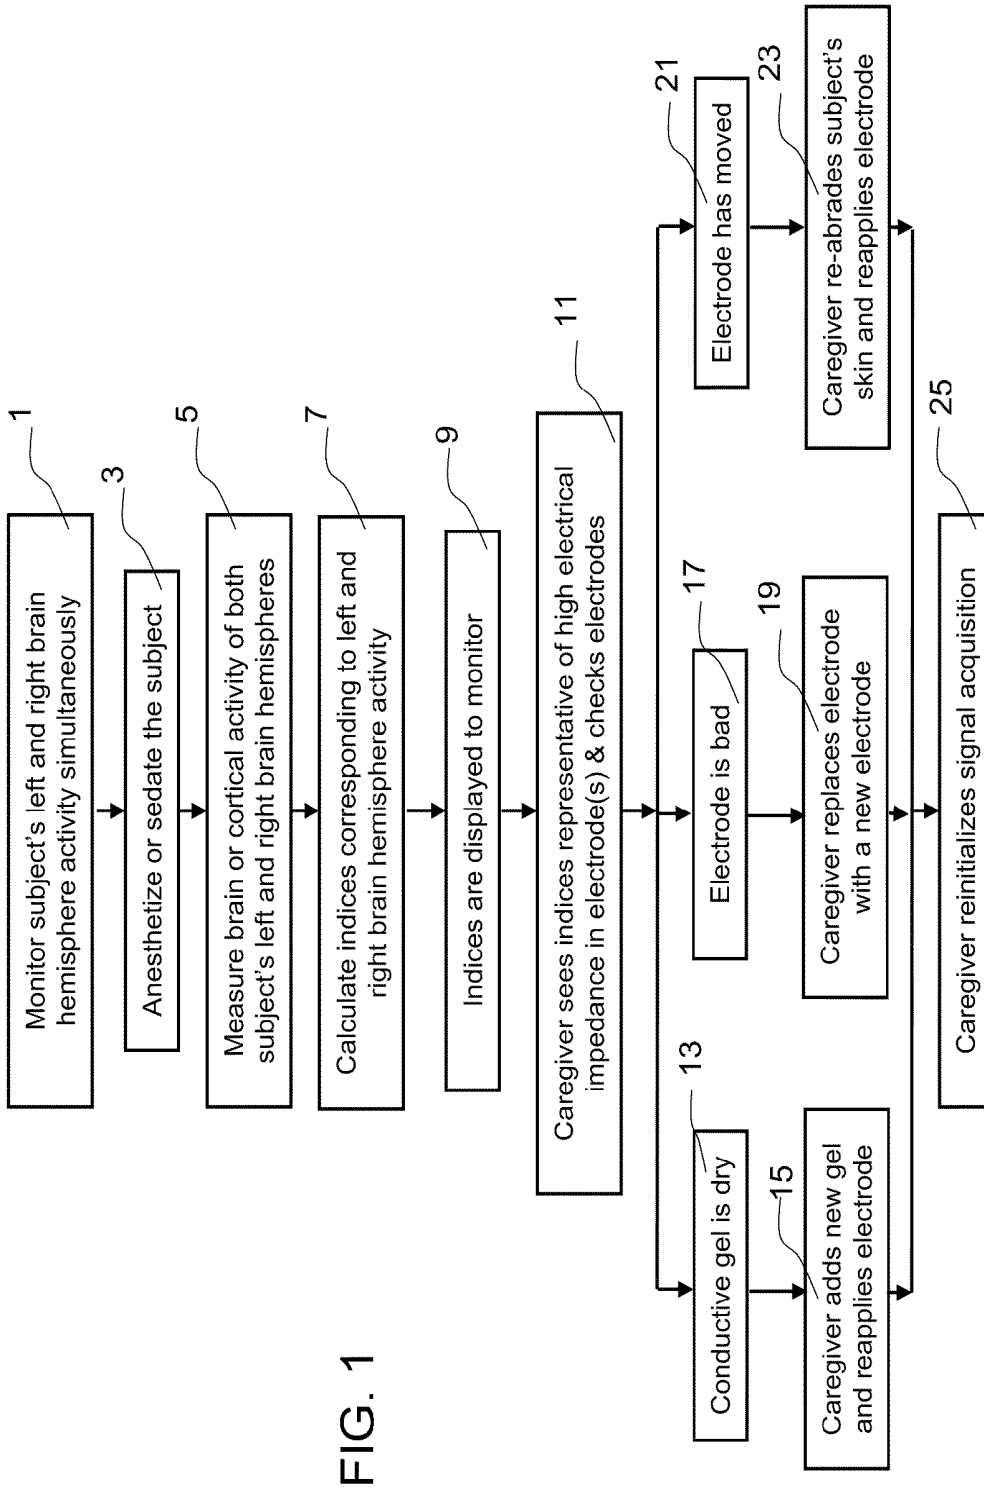 1
Monitor subject's left and right brain
hemisphere activity simultaneously
3
Anesthetize or sedate the subject
5
Measure brain or cortical activity of both
subject's left and right brain hemispheres
7
Calculate indices corresponding to left and
right brain hemisphere activity
9
Indices are displayed to monitor
11
Caregiver sees indices representative of high electrical
impedance in electrode(s) & checks electrodes
13
Conductive gel is dry
17
Electrode is bad
21
Electrode has moved
15
Caregiver adds new gel
and reapplies electrode
19
Caregiver replaces electrode
with a new electrode
23
Caregiver re-abrades subject's
skin and reapplies electrode
25
Caregiver reinitializes signal acquisition
FIG. 1